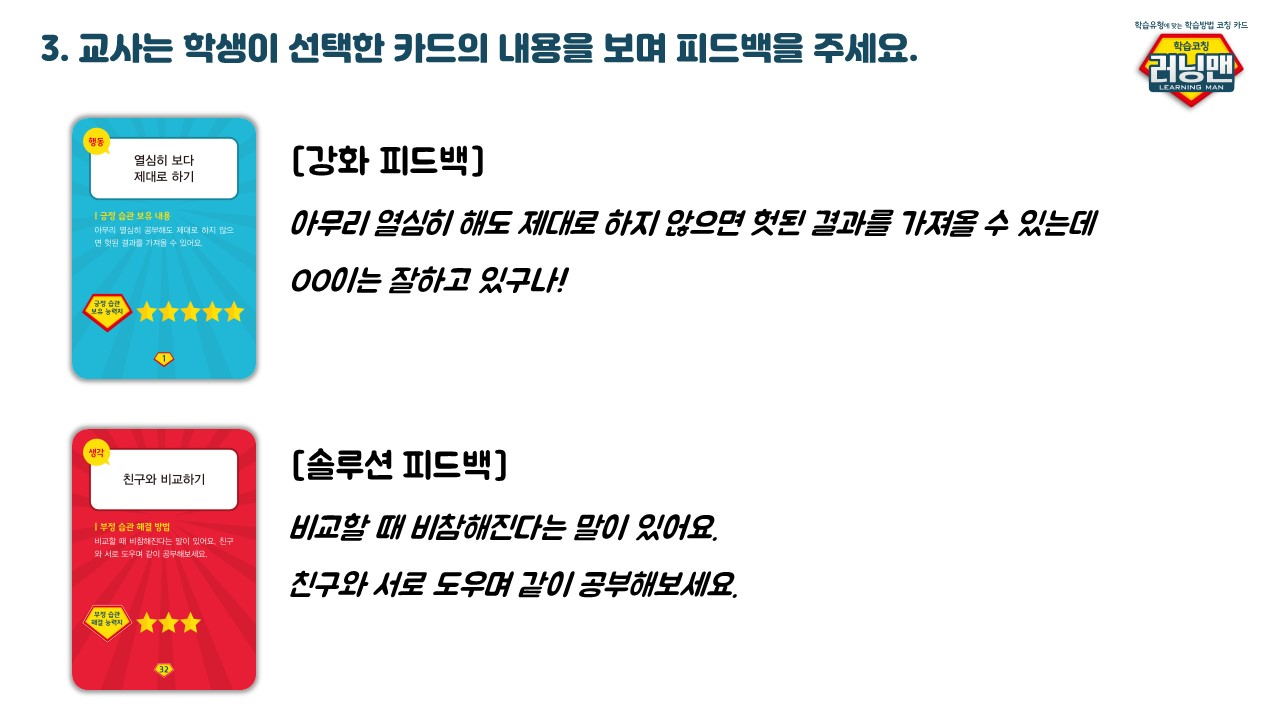 3. 교사는 학생이 선택한 카드의 내용을 보며 피드백을 주세요.
학습유형에 맞는 학습방법 코칭 카드
학습코칭
러닝맨
LEARNING MAN
행동
열심히 보다
제대로 하기
| 긍정 습관 보유 내용
아무리 열심히 공부해도 제대로 하지 않으
면 헛된 결과를 가져올 수 있어요.
긍정 습관
보유 능력치
1
[강화 피드백]
아무리 열심히 해도 제대로 하지 않으면 헛된 결과를 가져올 수 있는데
OO이는 잘하고 있구나!
생각
친구와 비교하기
| 부정 습관 해결 방법
비교할 때 비참해진다는 말이 있어요. 친구
와 서로 도우며 같이 공부해보세요.
부정 습관
해결 능력치
32
[솔루션 피드백]
비교할 때 비참해진다는 말이 있어요.
친구와 서로 도우며 같이 공부해보세요.